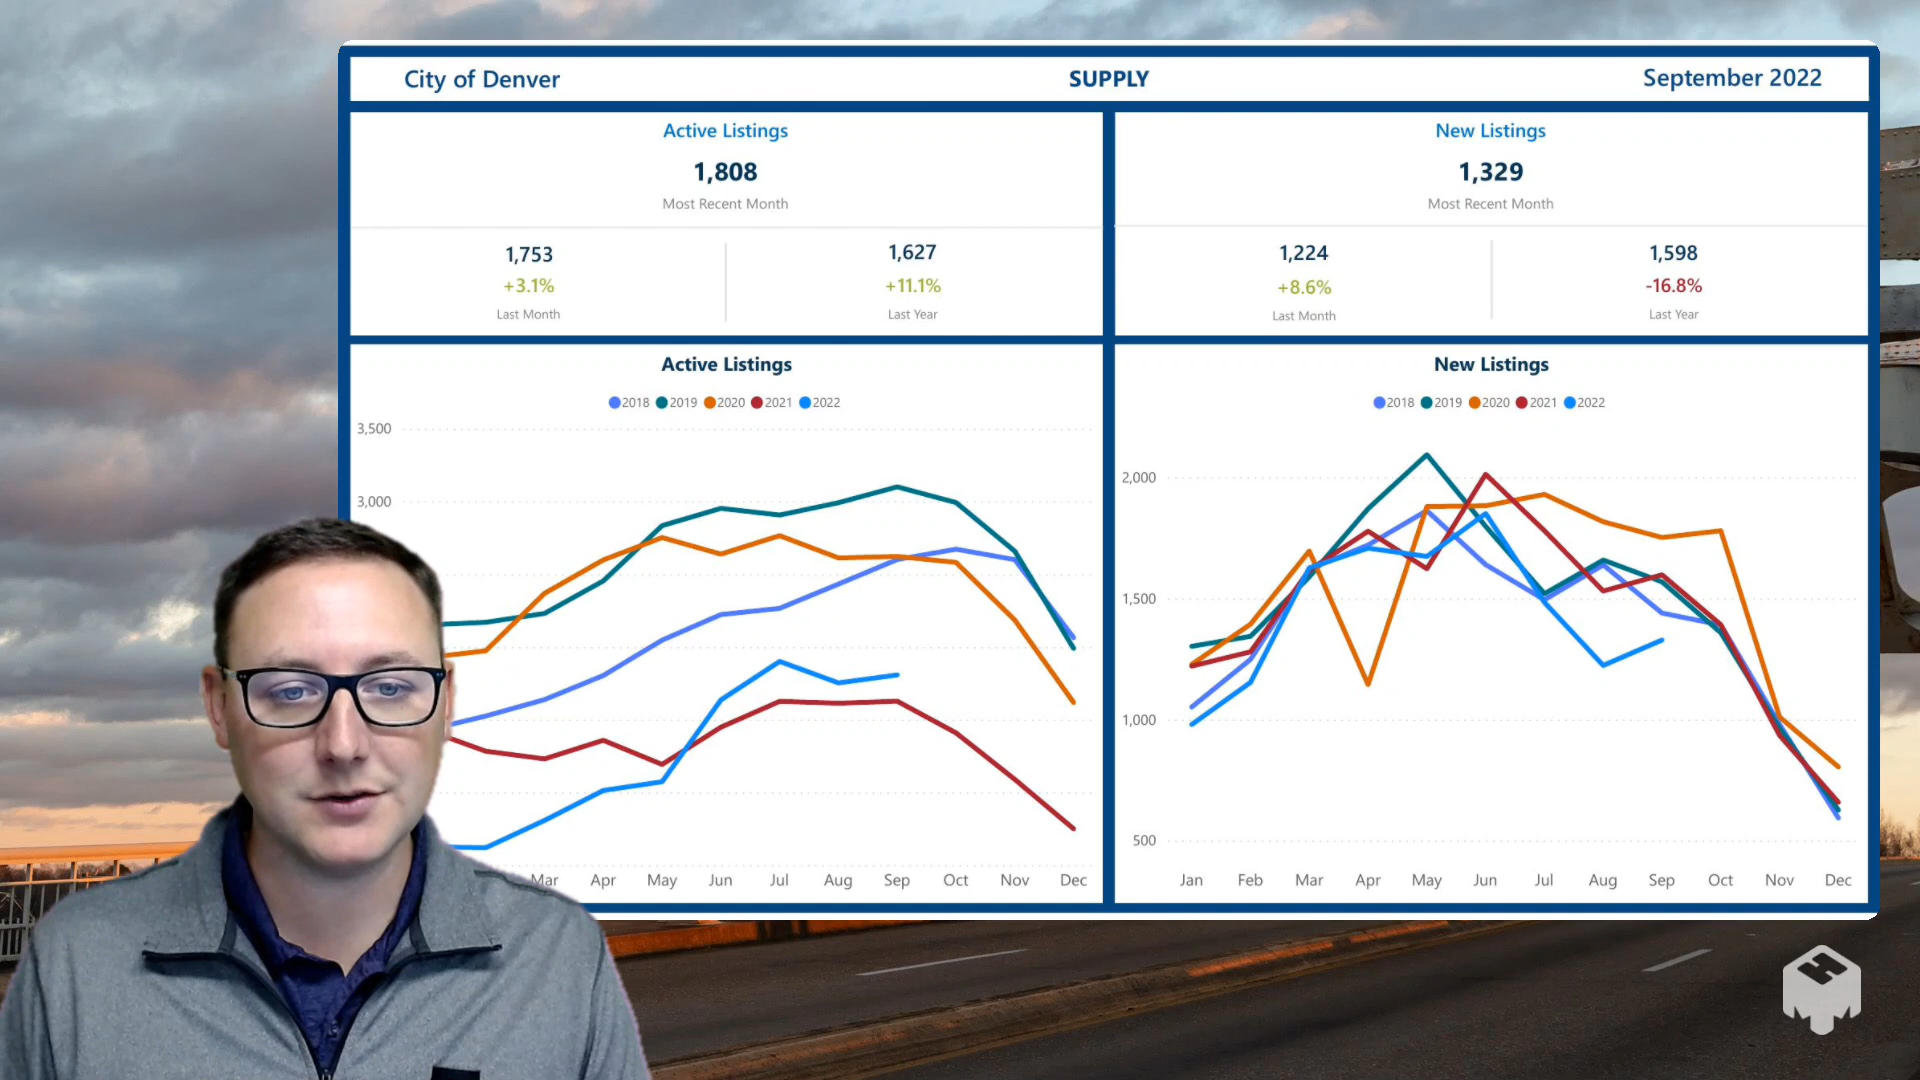 City of Denver
SUPPLY
September 2022
Active Listings
1,808
Most Recent Month
1,753
+3.1%
Last Month
1,627
+11.1%
Last Year
New Listings
1,329
Most Recent Month
1,224
+8.6%
Last Month
1,598
-16.8%
Last Year
Active Listings
2018 2019 2020 2021 2022
3,500
3,000
Mar Apr May Jun Jul Aug Sep Oct Nov Dec
New Listings
2018 2019 2020 2021 2022
2,000
1,500
1,000
500
Jan Feb Mar Apr May Jun Jul Aug Sep Oct Nov Dec